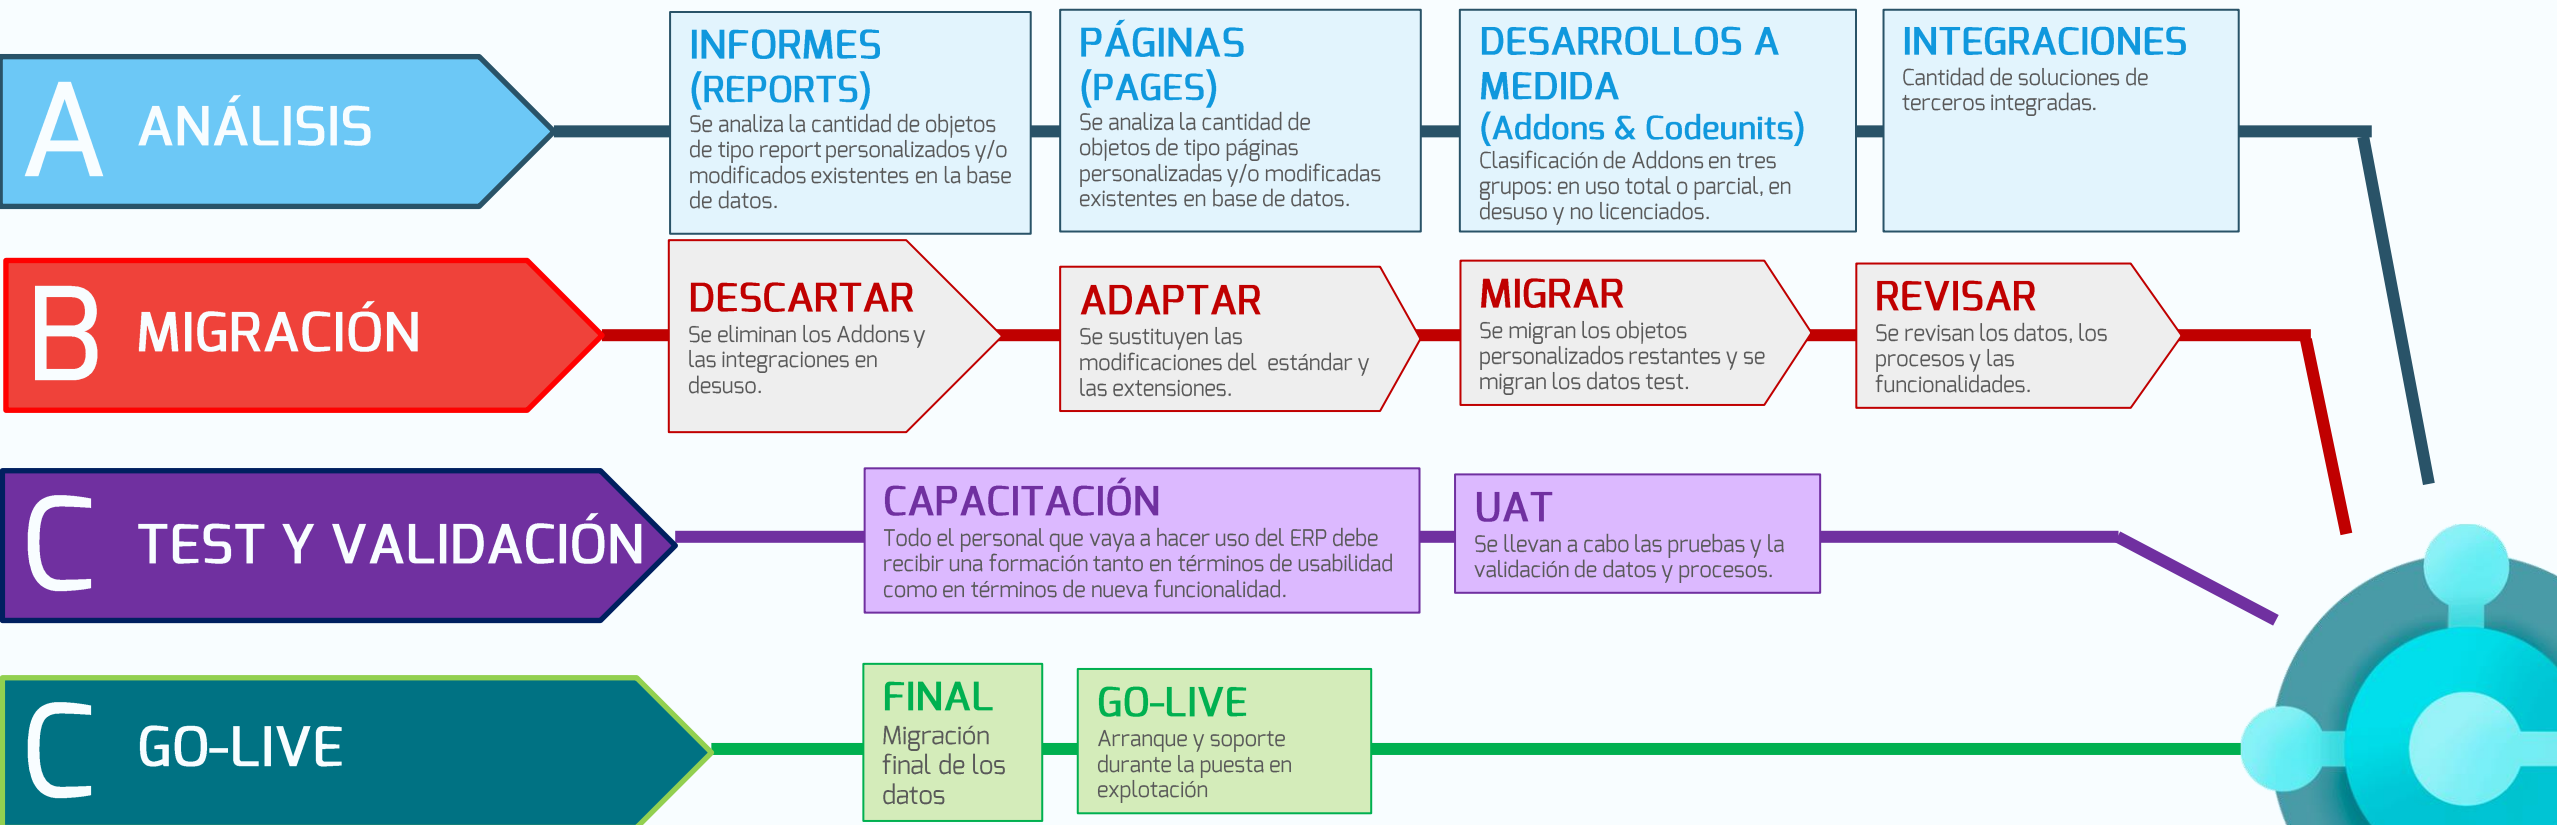 A ANÁLISIS
INFORMES
(REPORTS)
Se analiza la cantidad de objetos
de tipo report personalizados y/o
modificados existentes en la base
de datos.
PÁGINAS
(PAGES)
Se analiza la cantidad de
objetos de tipo páginas
personalizadas y/o modificadas
existentes en base de datos.
DESARROLLOS A
MEDIDA
(Addons & Codeunits)
Clasificación de Addons en tres
grupos: en uso total o parcial, en
desuso y no licenciados.
INTEGRACIONES
Cantidad de soluciones de
terceros integradas.
B MIGRACIÓN
DESCARTAR
Se eliminan los Addons y
las integraciones en
desuso.
ADAPTAR
Se sustituyen las
modificaciones del estándar y
las extensiones.
MIGRAR
Se migran los objetos
personalizados restantes y se
migran los datos test.
REVISAR
Se revisan los datos, los
procesos y las
funcionalidades.
C TEST Y VALIDACIÓN
CAPACITACIÓN
Todo el personal que vaya a hacer uso del ERP debe
recibir una formación tanto en términos de usabilidad
como en términos de nueva funcionalidad.
UAT
Se llevan a cabo las pruebas y la
validación de datos y procesos.
C GO-LIVE
FINAL
Migración
final de los
datos
GO-LIVE
Arranque y soporte
durante la puesta en
explotación